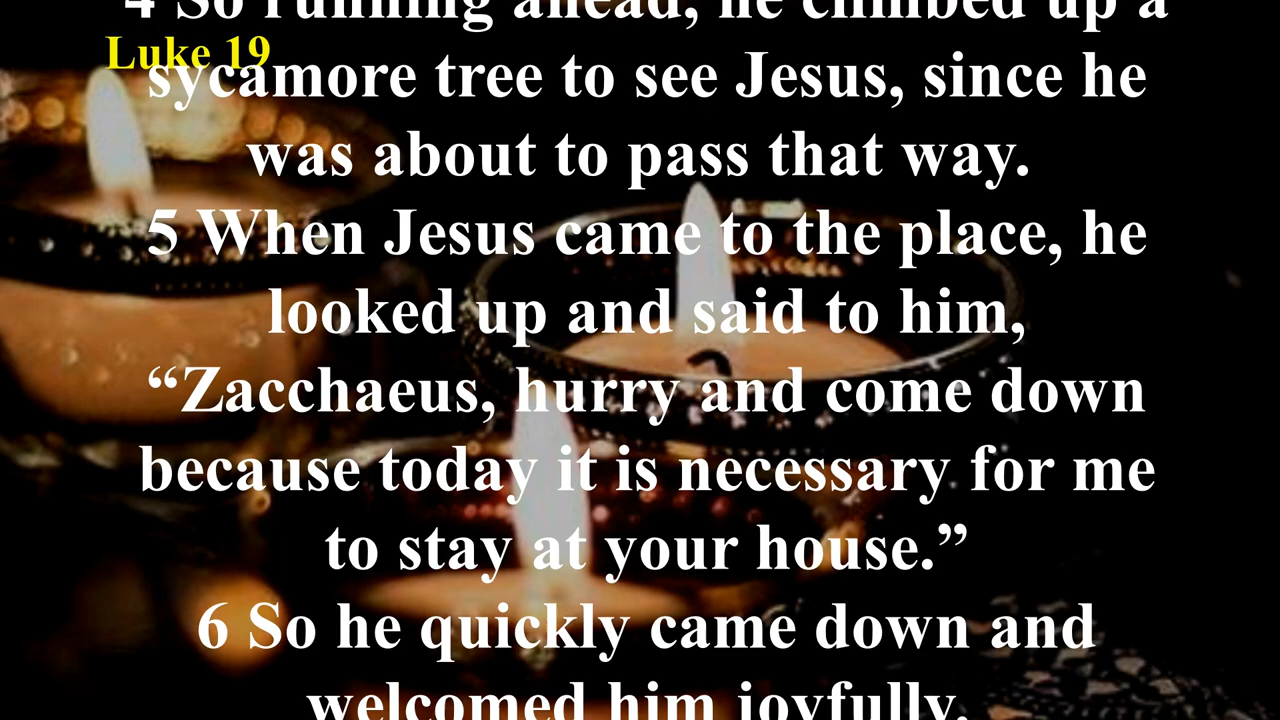 4 So running ahead, he climbed up a
Luke 19
sycamore tree to see Jesus, since he
was about to pass that way.
5 When Jesus came to the place, he
looked up and said to him,
“Zacchaeus, hurry and come down
because today it is necessary for me
to stay at your house.”
6 So he quickly came down and
welcomed him joyfully.